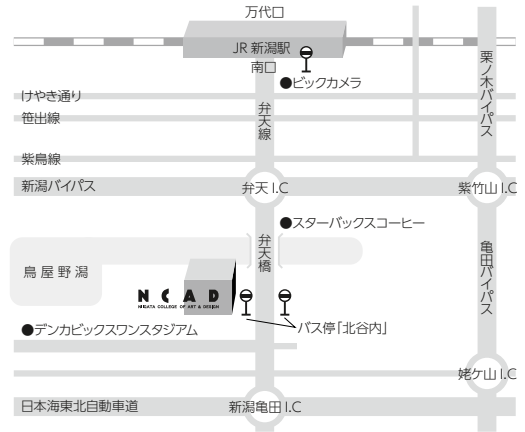 万代口
JR 新潟駅
南口
●ビックカメラ
けやき通り
笹出線
弁天線
栗ノ木バイパス
紫鳥線
新潟バイパス
弁天 I.C
紫竹山 I.C
●スターバックスコーヒー
弁天橋
亀田バイパス
鳥屋野潟
NCAD
NIIGATA COLLEGE OF ART & DESIGN
●デンカビックスワンスタジアム
バス停「北谷内」
姥ケ山 I.C
日本海東北自動車道
新潟亀田 I.C